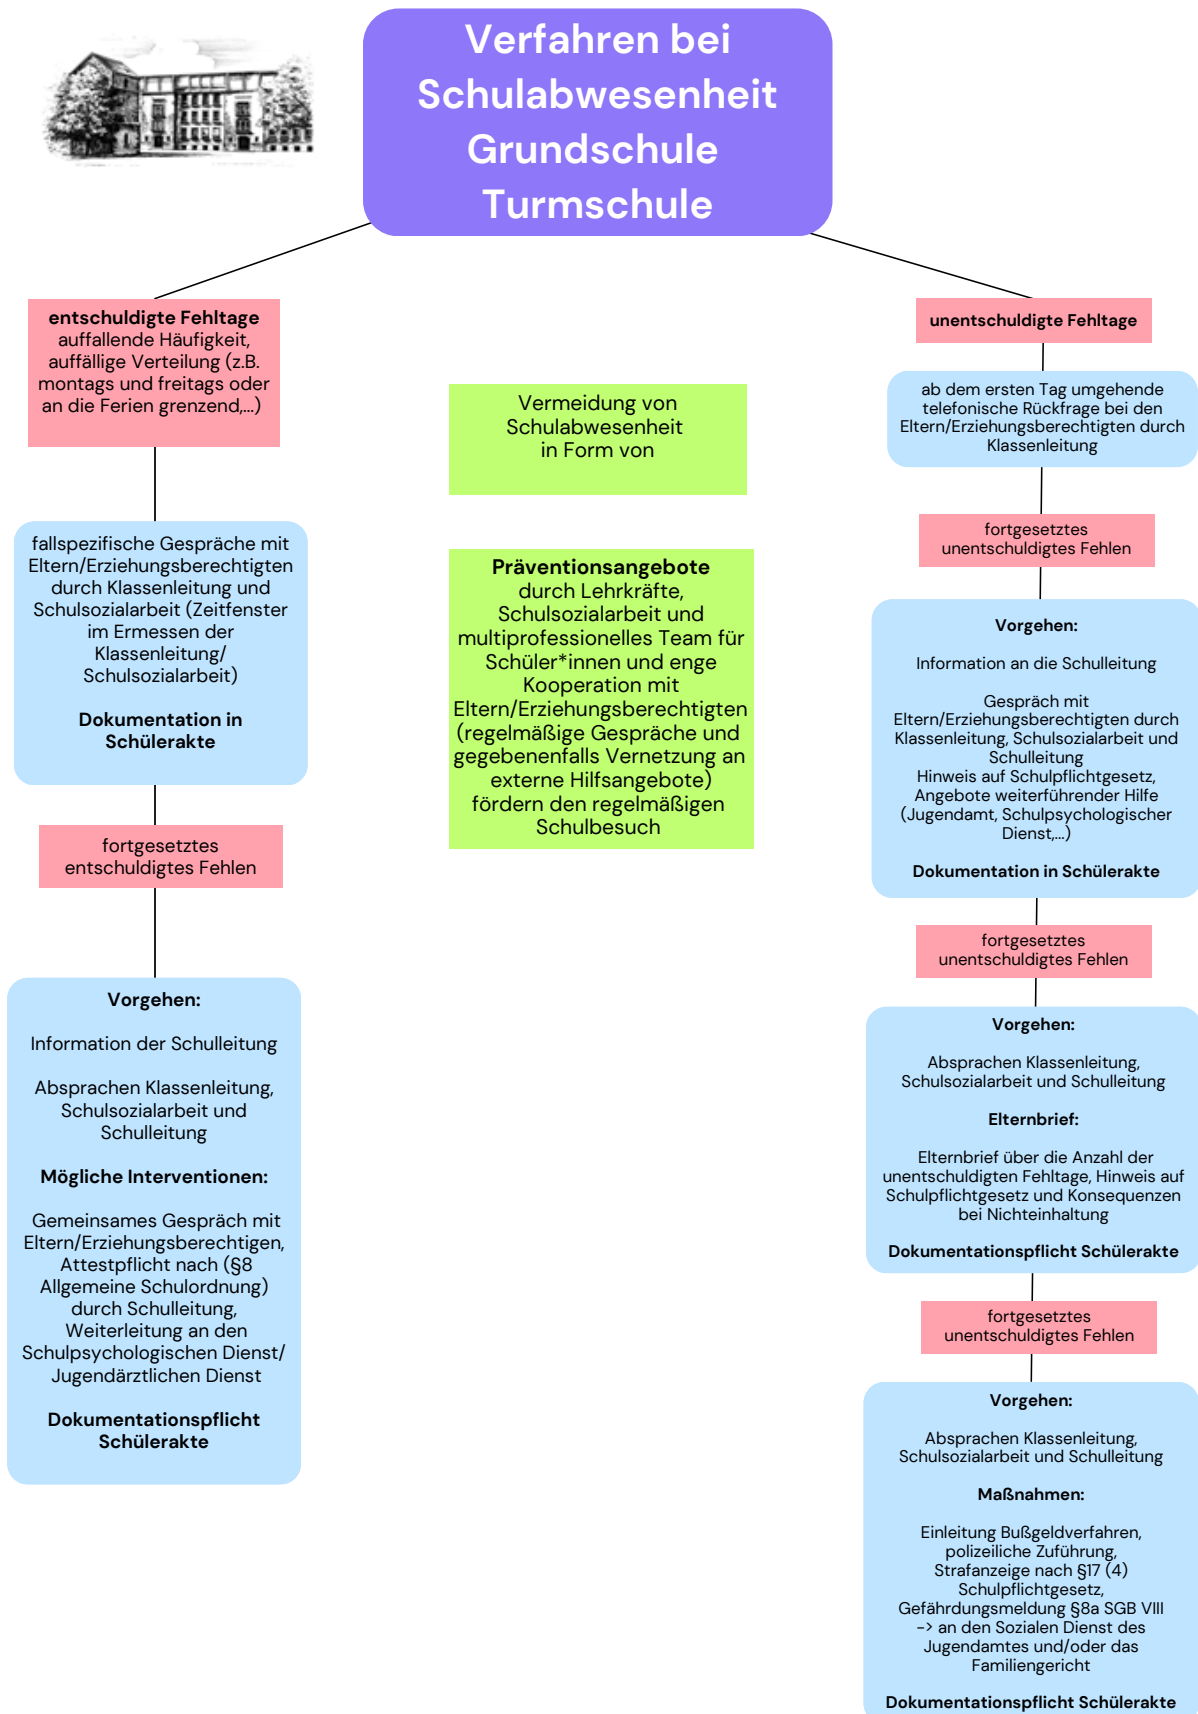 Verfahren bei
Schulabwesenheit
Grundschule
Turmschule
entschuldigte Fehltage
auffallende Häufigkeit,
auffällige Verteilung (z.B.
montags und freitags oder
an die Ferien grenzend,...)
fallspezifische Gespräche mit
Eltern/Erziehungsberechtigten
durch Klassenleitung und
Schulsozialarbeit (Zeitfenster
im Ermessen der
Klassenleitung/
Schulsozialarbeit)
Dokumentation in
Schülerakte
fortgesetztes
entschuldigtes Fehlen
Vorgehen:
Information der Schulleitung
Absprachen Klassenleitung,
Schulsozialarbeit und
Schulleitung
Mögliche Interventionen:
Gemeinsames Gespräch mit
Eltern/Erziehungsberechtigen,
Attestpflicht nach (§8
Allgemeine Schulordnung)
durch Schulleitung,
Weiterleitung an den
Schulpsychologischen Dienst/
Jugendärztlichen Dienst
Dokumentationspflicht
Schülerakte
Vermeidung von
Schulabwesenheit
in Form von
Präventionsangebote
durch Lehrkräfte,
Schulsozialarbeit und
multiprofessionelles Team für
Schüler*innen und enge
Kooperation mit
Eltern/Erziehungsberechtigten
(regelmäßige Gespräche und
gegebenenfalls Vernetzung an
externe Hilfsangebote)
fördern den regelmäßigen
Schulbesuch
unentschuldigte Fehltage
ab dem ersten Tag umgehende
telefonische Rückfrage bei den
Eltern/Erziehungsberechtigten durch
Klassenleitung
fortgesetztes
unentschuldigtes Fehlen
Vorgehen:
Information an die Schulleitung
Gespräch mit
Eltern/Erziehungsberechtigten durch
Klassenleitung, Schulsozialarbeit und
Schulleitung
Hinweis auf Schulpflichtgesetz,
Angebote weiterführender Hilfe
(Jugendamt, Schulpsychologischer
Dienst,...)
Dokumentation in Schülerakte
fortgesetztes
unentschuldigtes Fehlen
Vorgehen:
Absprachen Klassenleitung,
Schulsozialarbeit und Schulleitung
Elternbrief:
Elternbrief über die Anzahl der
unentschuldigten Fehltage, Hinweis auf
Schulpflichtgesetz und Konsequenzen
bei Nichteinhaltung
Dokumentationspflicht Schülerakte
fortgesetztes
unentschuldigtes Fehlen
Vorgehen:
Absprachen Klassenleitung,
Schulsozialarbeit und Schulleitung
Maßnahmen:
Einleitung Bußgeldverfahren,
polizeiliche Zuführung,
Strafanzeige nach §17 (4)
Schulpflichtgesetz,
Gefährdungsmeldung §8a SGB VIII
-> an den Sozialen Dienst des
Jugendamtes und/oder das
Familiengericht
Dokumentationspflicht Schülerakte